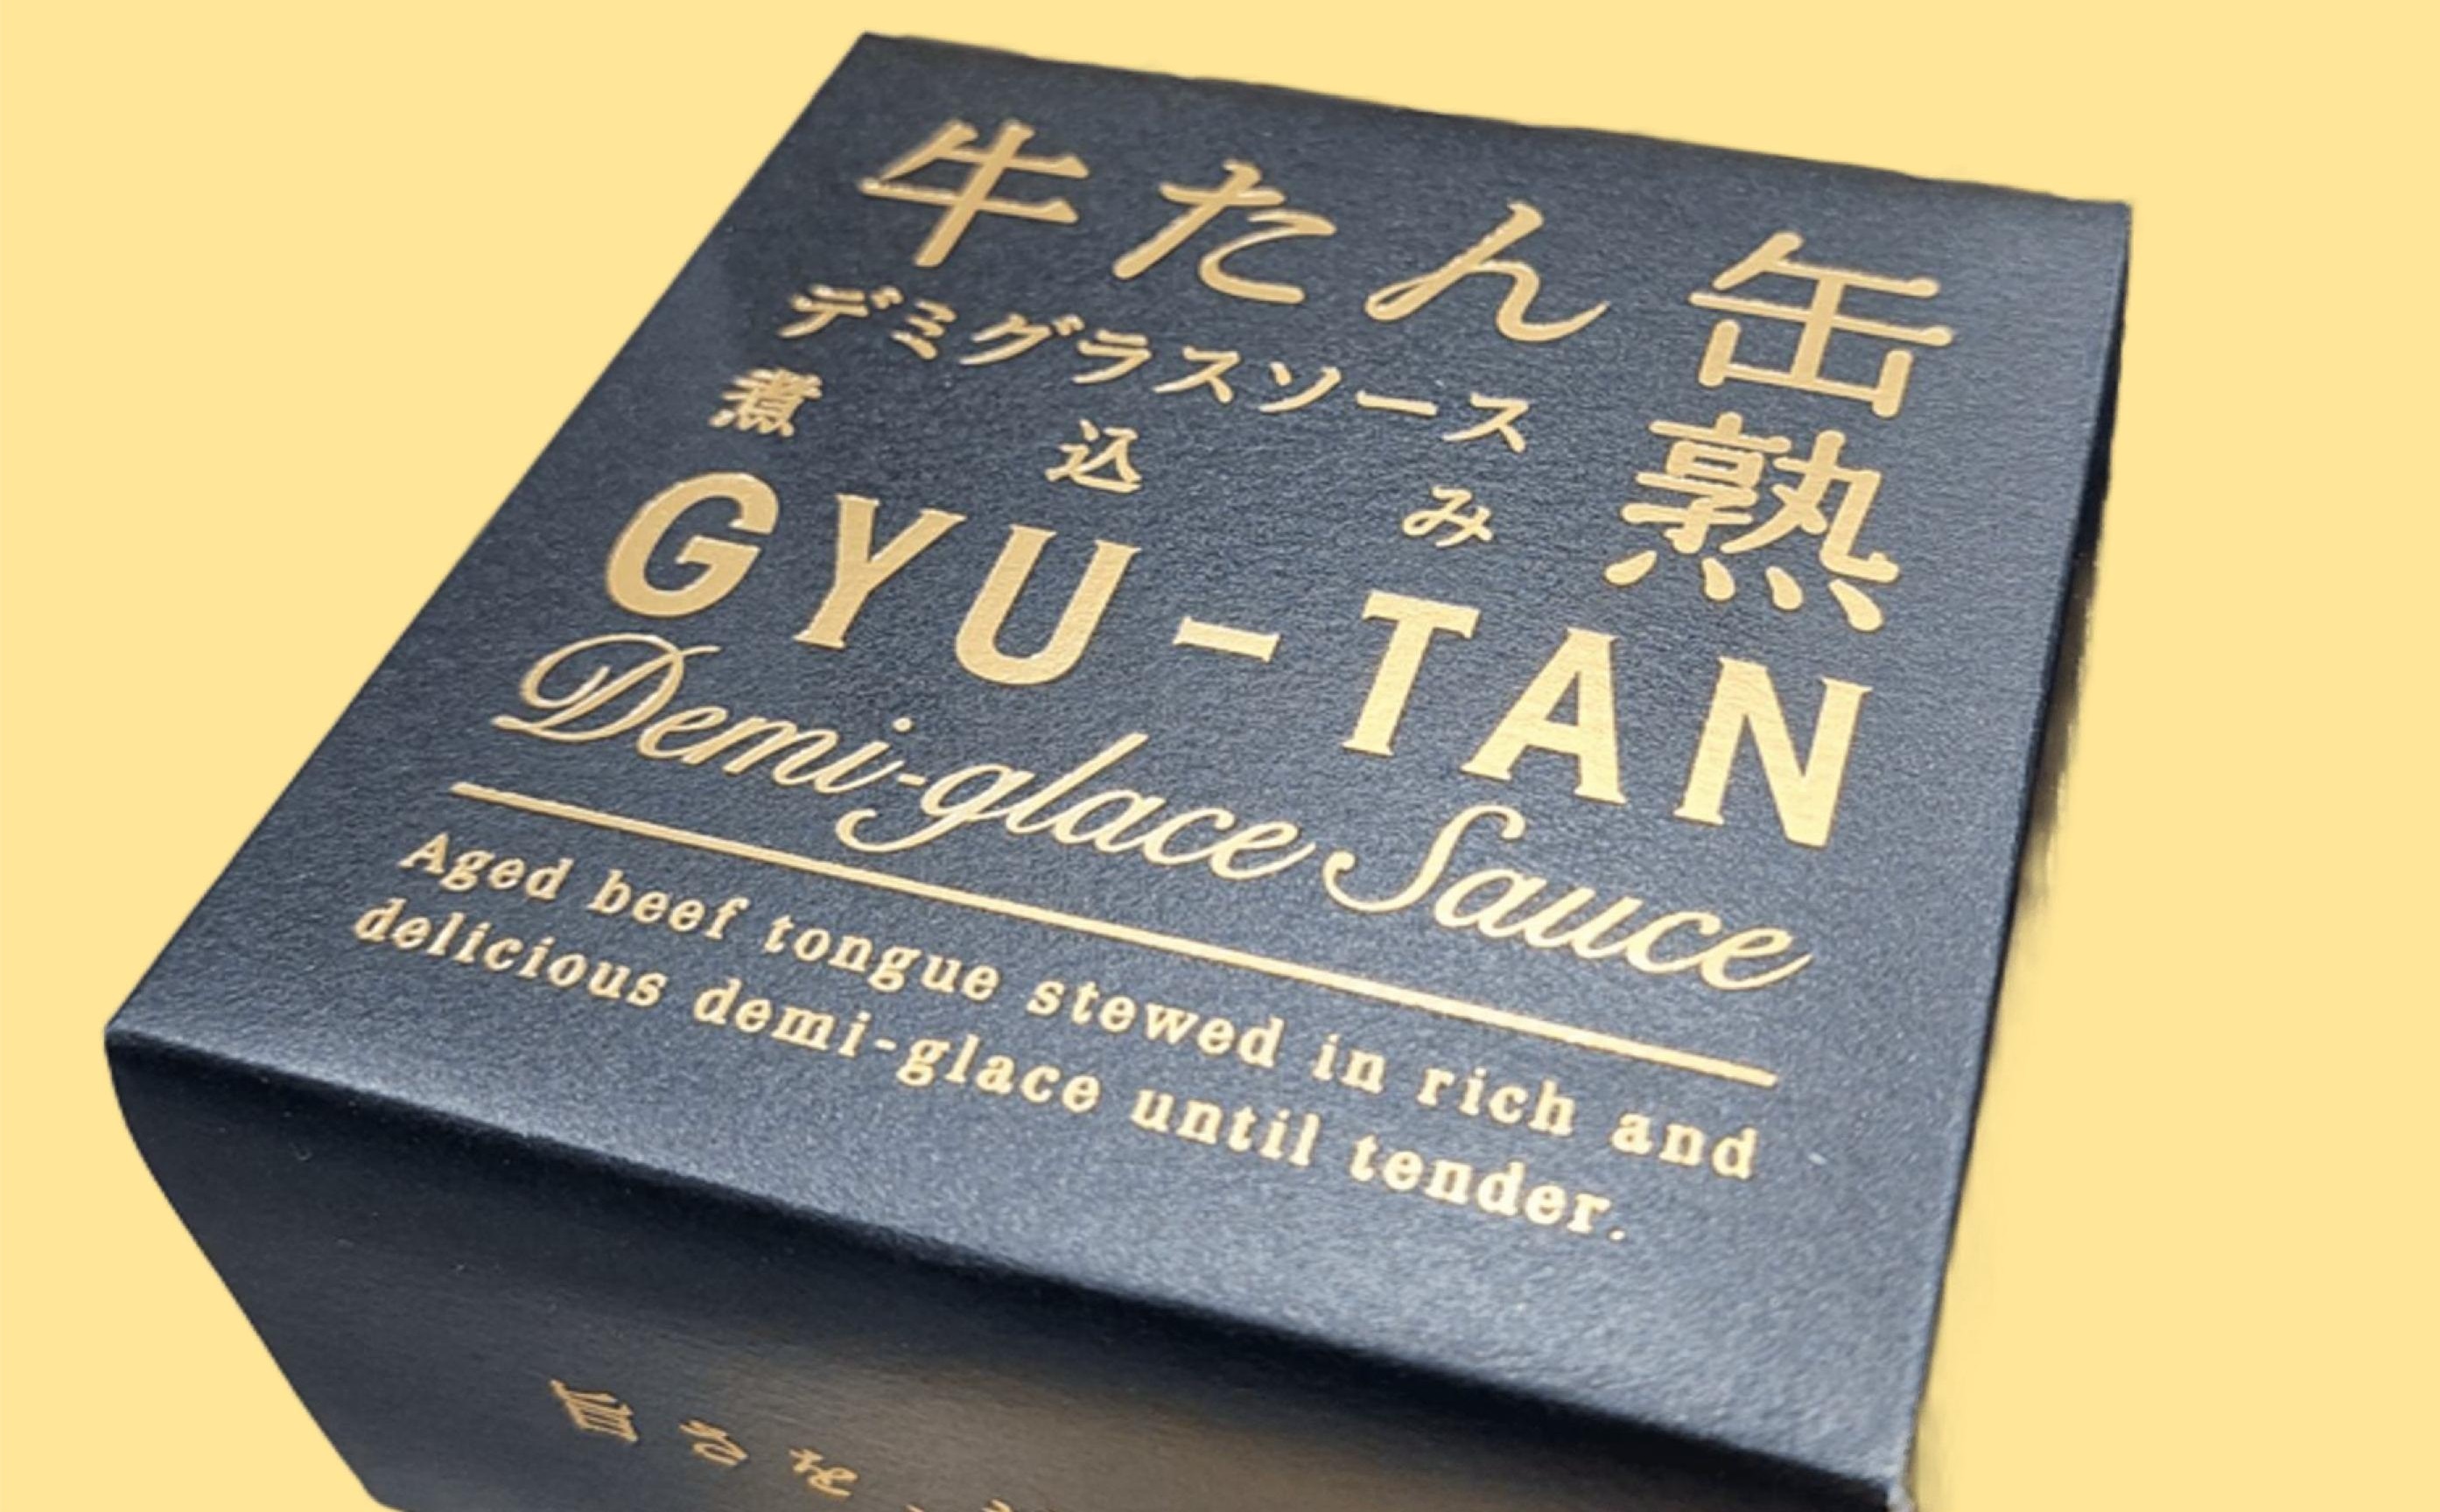 牛たん缶熟
デミグラスソース
煮込み
GYU-TAN
Demi-glace Sauce
Aged beef tongue stewed in rich and
delicious demi-glace until tender.